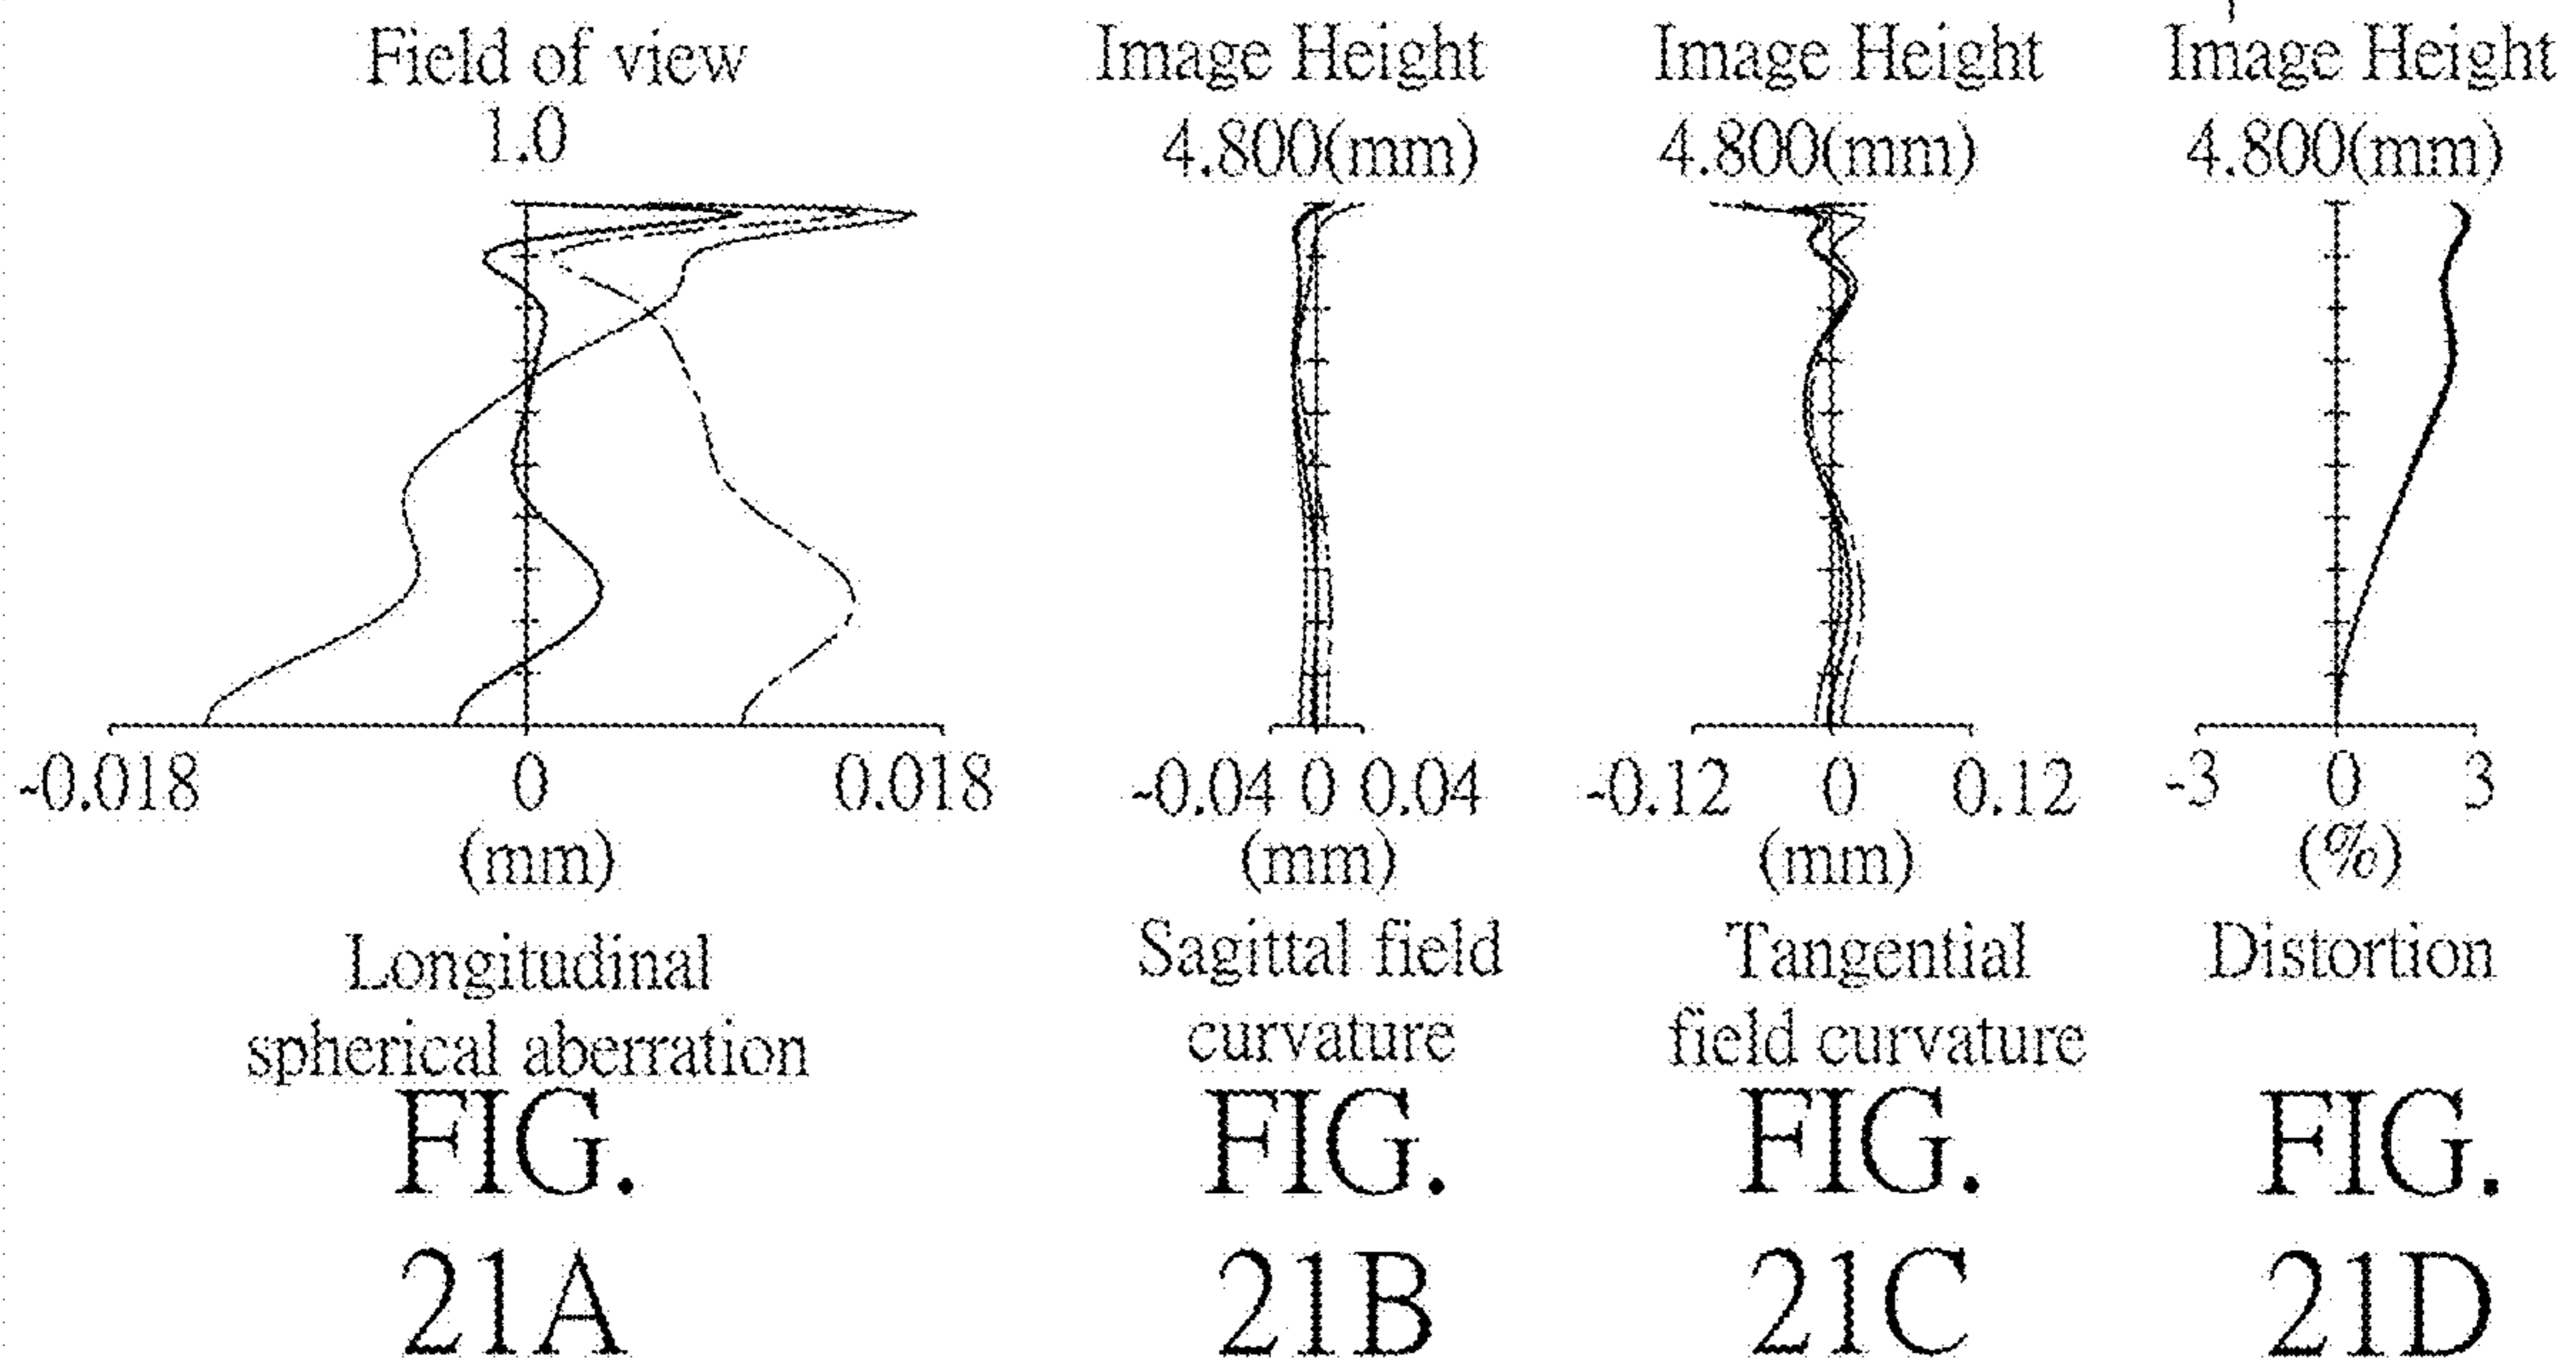 Field of view
1.0
-0.018 0 0.018
(mm)
Longitudinal
spherical aberration
FIG.
21A
Image Height
4.800(mm)
-0.04 0 0.04
(mm)
Sagittal field
curvature
FIG.
21B
Image Height
4.800(mm)
-0.12 0 0.12
(mm)
Tangential
field curvature
FIG.
21C
Image Height
4.800(mm)
-3 0 3
(%)
Distortion
FIG.
21D